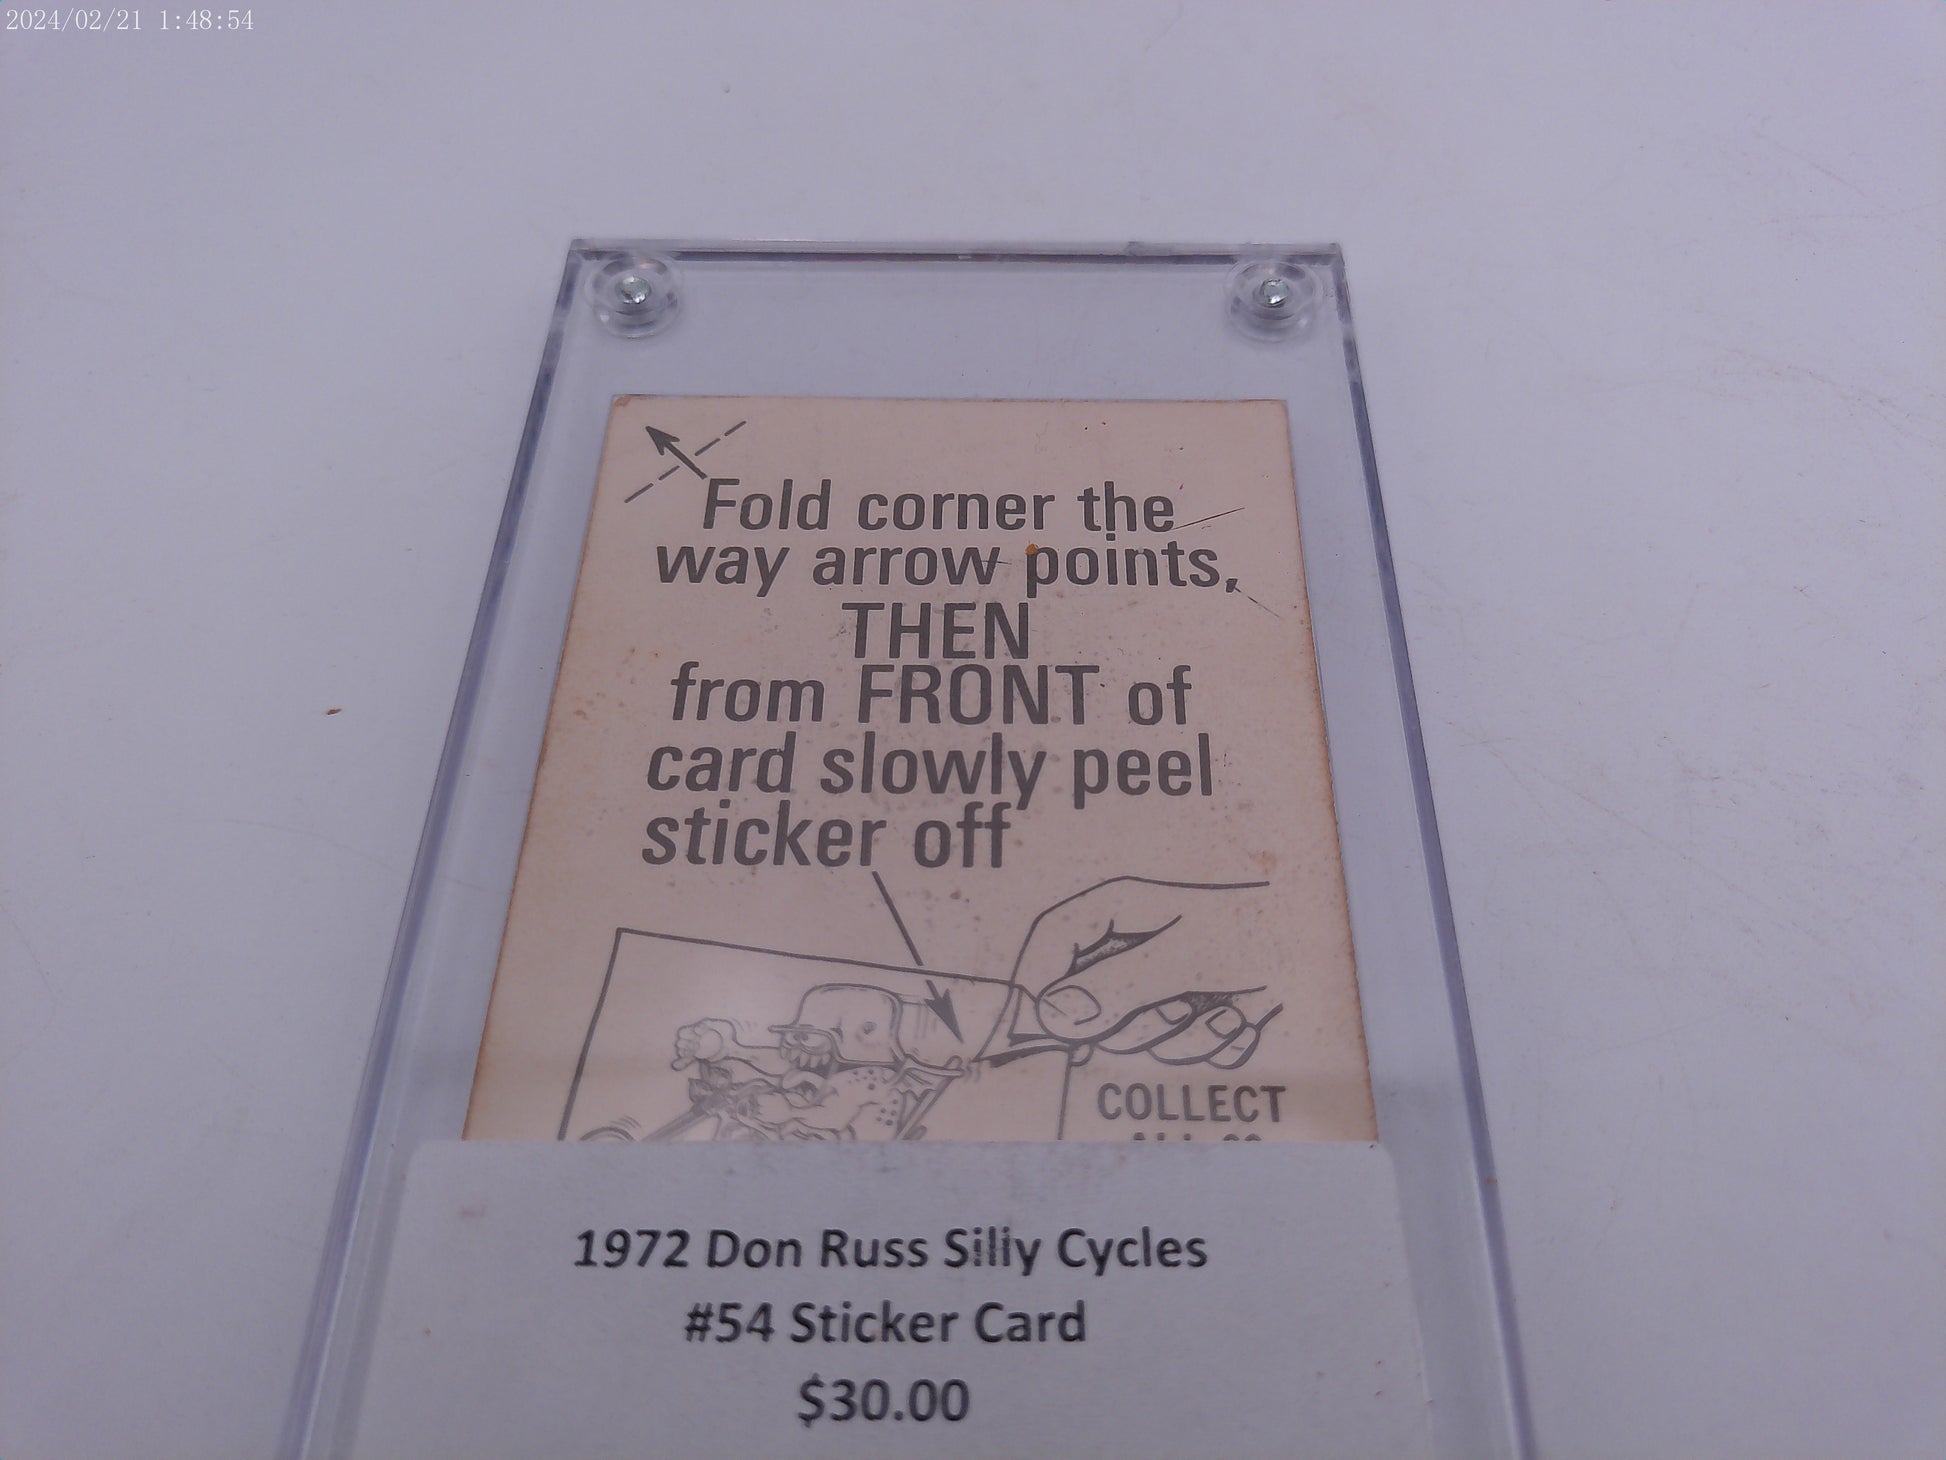 2024/02/21 1:48:54
Fold corner the
way arrow points,
THEN
from FRONT of
card slowly peel
sticker off
COLLECT
1972 Don Russ Silly Cycles
#54 Sticker Card
$30.00